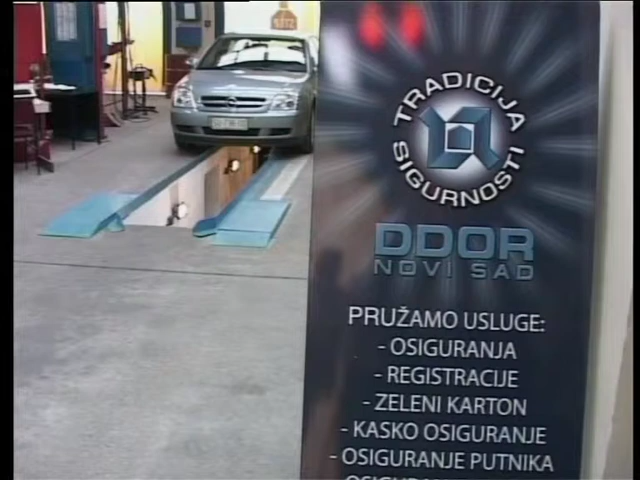 TRADICIJA
SIGURNOSTI
DDOR
NOVI SAD
PRUŽAMO USLUGE:
- OSIGURANJA
- REGISTRACIJE
- ZELENI KARTON
- KASKO OSIGURANJE
- OSIGURANJE PUTNIKA